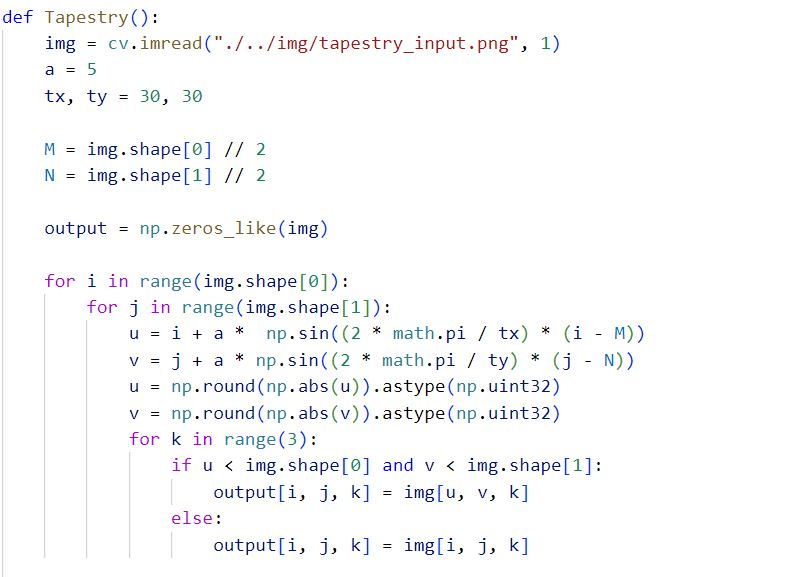 def Tapestry():
    img = cv.imread("./../img/tapestry_input.png", 1)
    a = 5
    tx, ty = 30, 30

    M = img.shape[0] // 2
    N = img.shape[1] // 2

    output = np.zeros_like(img)

    for i in range(img.shape[0]):
        for j in range(img.shape[1]):
            u = i + a *  np.sin((2 * math.pi / tx) * (i - M))
            v = j + a * np.sin((2 * math.pi / ty) * (j - N))
            u = np.round(np.abs(u)).astype(np.uint32)
            v = np.round(np.abs(v)).astype(np.uint32)
            for k in range(3):
                if u < img.shape[0] and v < img.shape[1]:
                    output[i, j, k] = img[u, v, k]
                else:
                    output[i, j, k] = img[i, j, k]